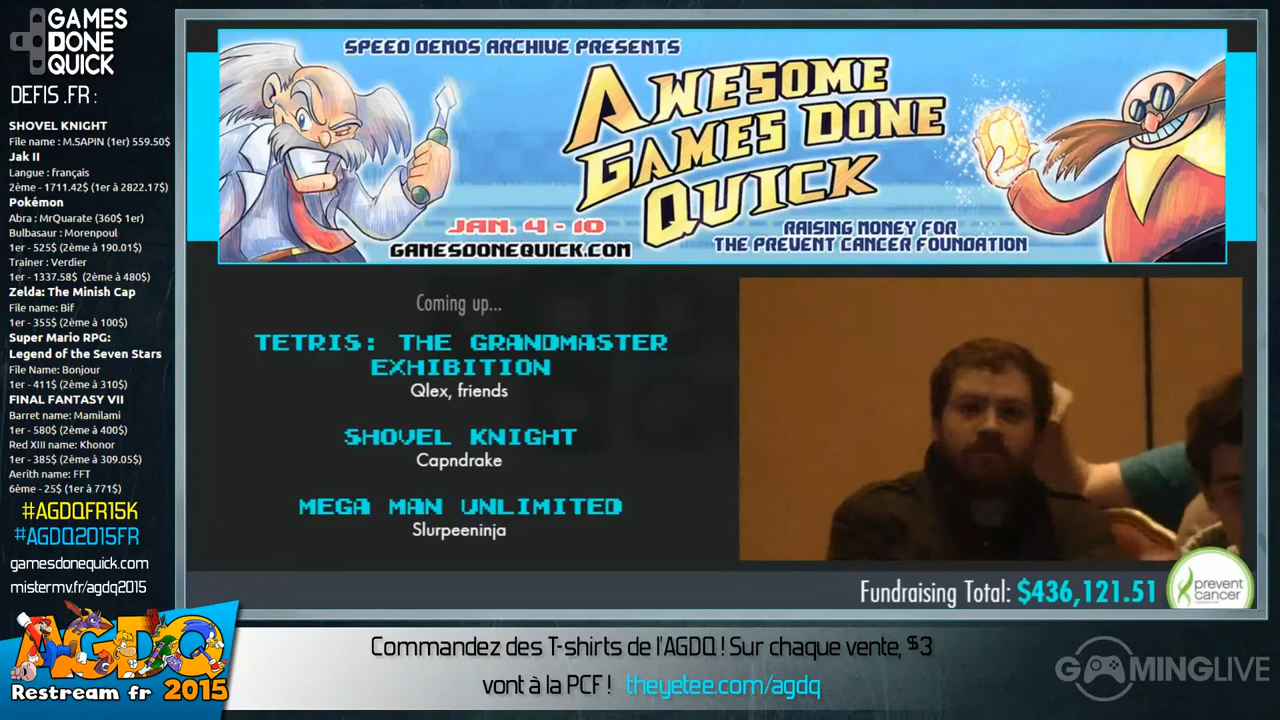 GAMES
DONE
QUICK
DEFIS .FR :
SHOVEL KNIGHT
File name : M.SAPIN (1er) 559.50$
Jak II
Langue : français
2ème - 1711.42$ (1er à 2822.17$)
Pokémon
Abra : MrQuarate (360$ 1er)
Bulbasaur : Morenpoul
1er - 525$ (2ème à 190.01$)
Trainer : Verdier
1er - 1337.58$ (2ème à 480$)
Zelda: The Minish Cap
File name: Bif
1er - 355$ (2ème à 100$)
Super Mario RPG:
Legend of the Seven Stars
File Name: Bonjour
1er - 411$ (2ème à 310$)
FINAL FANTASY VII
Barret name: Mamilami
1er - 580$ (2ème à 400$)
Red XIII name: Khonor
1er - 385$ (2ème à 309.05$)
Aerith name: FFT
6ème - 25$ (1er à 771$)
#AGDQFR15K
#AGDQ2015FR
gamesdonequick.com
mistermv.fr/agdq2015
AGDQ
Restream fr 2015
SPEED DEMOS ARCHIVE PRESENTS
AWESOME
GAMES DONE
QUICK
JAN. 4 - 10
GAMESDONEQUICK.COM
RAISING MONEY FOR
THE PREVENT CANCER FOUNDATION
Coming up...
TETRIS: THE GRANDMASTER
EXHIBITION
Qlex, friends
SHOVEL KNIGHT
Capndrake
MEGA MAN UNLIMITED
Slurpeeninja
Fundraising Total: $436,121.51
prevent
cancer
Commandez des T-shirts de l'AGDQ ! Sur chaque vente, $3
vont à la PCF ! theyetee.com/agdq
GAMINGLIVE